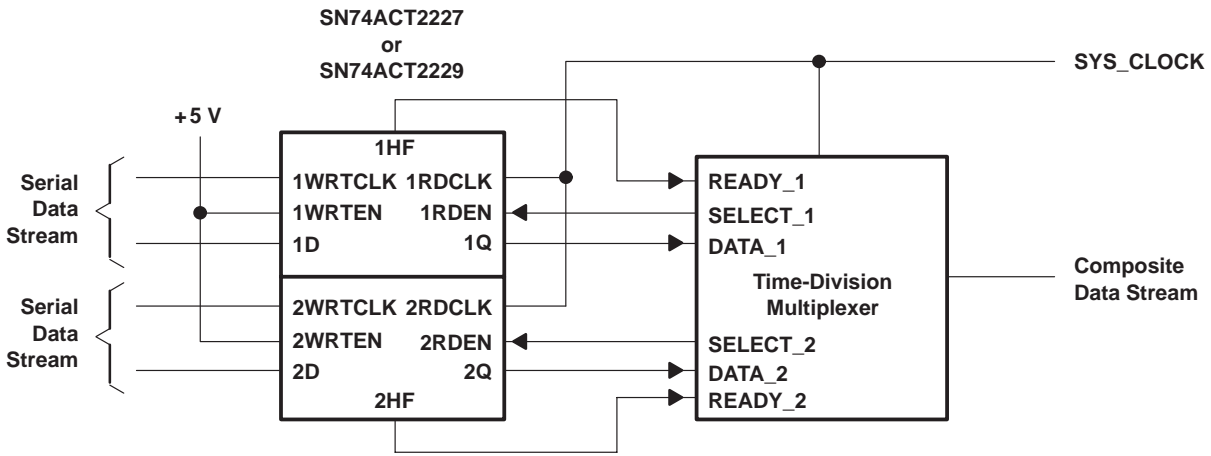 SN74ACT2227
or
SN74ACT2229
SYS_CLOCK
+5 V
1HF
Serial
Data
Stream
1WRTCLK 1RDCLK
1WRTEN 1RDEN
1D 1Q
READY_1
SELECT_1
DATA_1
Time-Division
Multiplexer
Composite
Data Stream
Serial
Data
Stream
2WRTCLK 2RDCLK
2WRTEN 2RDEN
2D 2Q
2HF
SELECT_2
DATA_2
READY_2